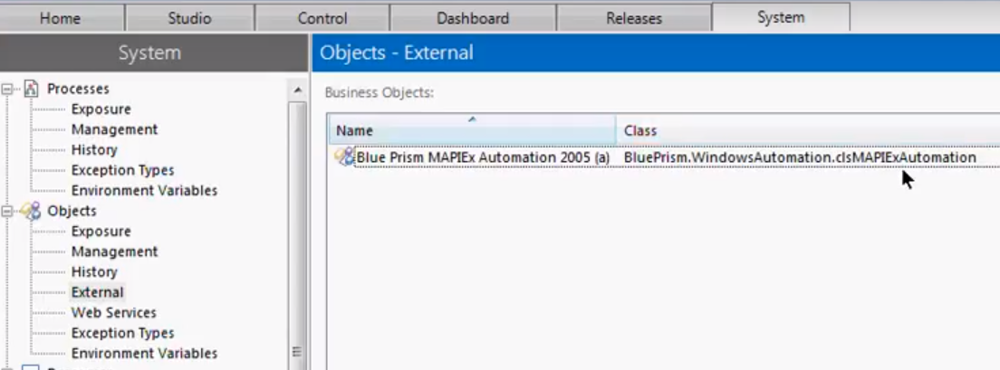 Home Studio Control Dashboard Releases System
System
Objects - External
Processes
Exposure
Management
History
Exception Types
Environment Variables
Objects
Exposure
Management
History
External
Web Services
Exception Types
Environment Variables
Business Objects:
Name Class
Blue Prism MAPIEx Automation 2005 (a) BluePrism.WindowsAutomation.clsMAPIExAutomation